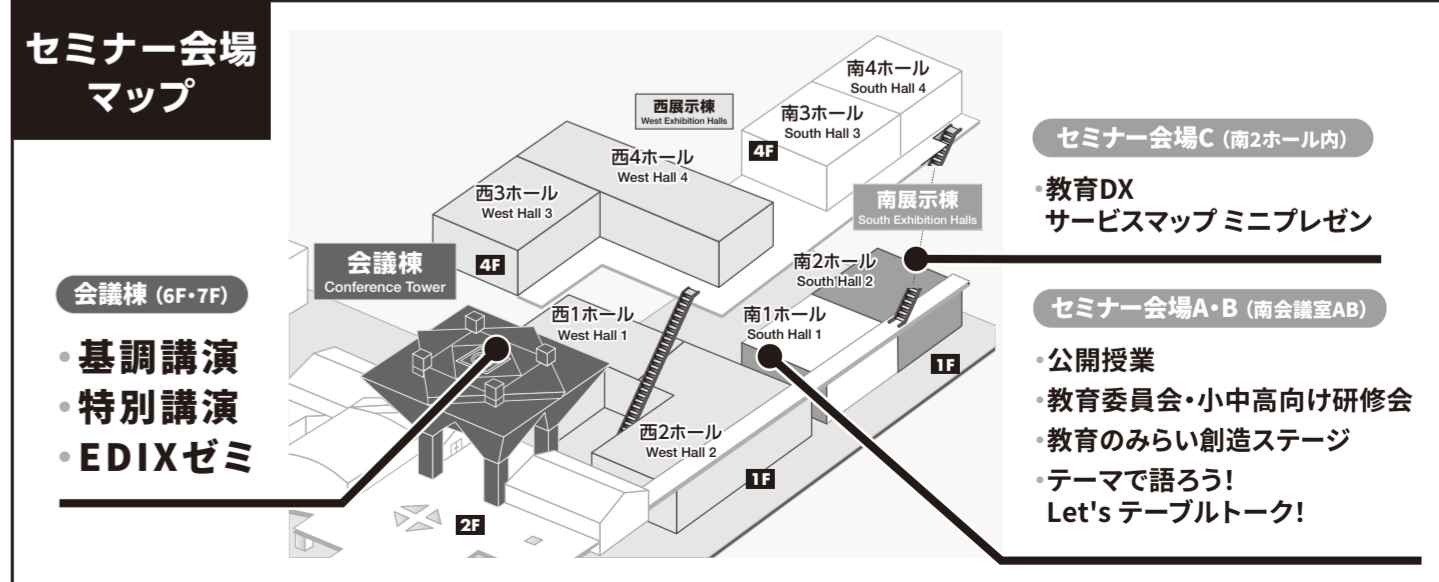 セミナー会場
マップ
南4ホール
South Hall 4
南3ホール
South Hall 3
4F
西展示棟
West Exhibition Halls
西4ホール
West Hall 4
西3ホール
West Hall 3
4F
南展示棟
South Exhibition Halls
会議棟
Conference Tower
南2ホール
South Hall 2
西1ホール
West Hall 1
南1ホール
South Hall 1
1F
西2ホール
West Hall 2
1F
2F
会議棟（6F・7F）
・基調講演
・特別講演
・EDIXゼミ
セミナー会場C（南2ホール内）
・教育DX
サービスマップ ミニプレゼン
セミナー会場A・B（南会議室AB）
・公開授業
・教育委員会・小中高向け研修会
・教育のみらい創造ステージ
・テーマで語ろう!
Let's テーブルトーク!